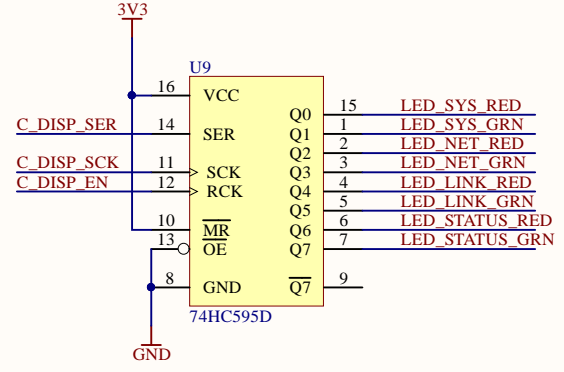 3V3
U9
16 VCC
Q0 15 LED_SYS_RED
C_DISP_SER 14 SER
Q1 1 LED_SYS_GRN
Q2 2 LED_NET_RED
C_DISP_SCK 11 SCK
Q3 3 LED_NET_GRN
C_DISP_EN 12 RCK
Q4 4 LED_LINK_RED
Q5 5 LED_LINK_GRN
10 MR
Q6 6 LED_STATUS_RED
13 OE
Q7 7 LED_STATUS_GRN
8 GND
Q7 9
74HC595D
GND